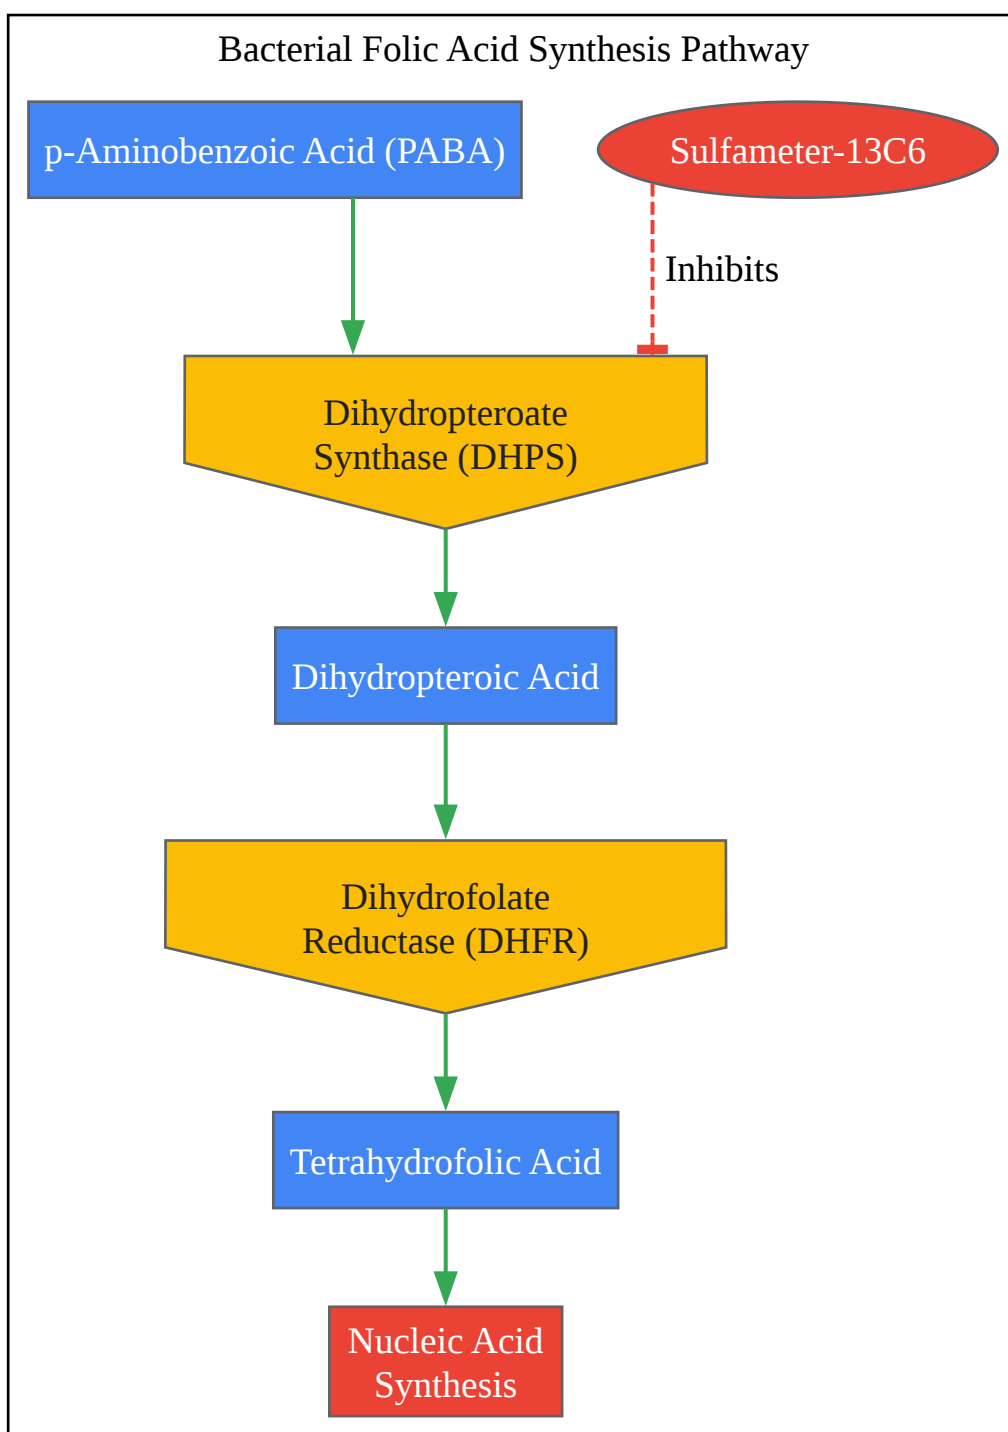 Bacterial Folic Acid Synthesis Pathway
p-Aminobenzoic Acid (PABA)
Sulfameter-13C6
Inhibits
Dihydropteroate
Synthase (DHPS)
Dihydropteroic Acid
Dihydrofolate
Reductase (DHFR)
Tetrahydrofolic Acid
Nucleic Acid
Synthesis